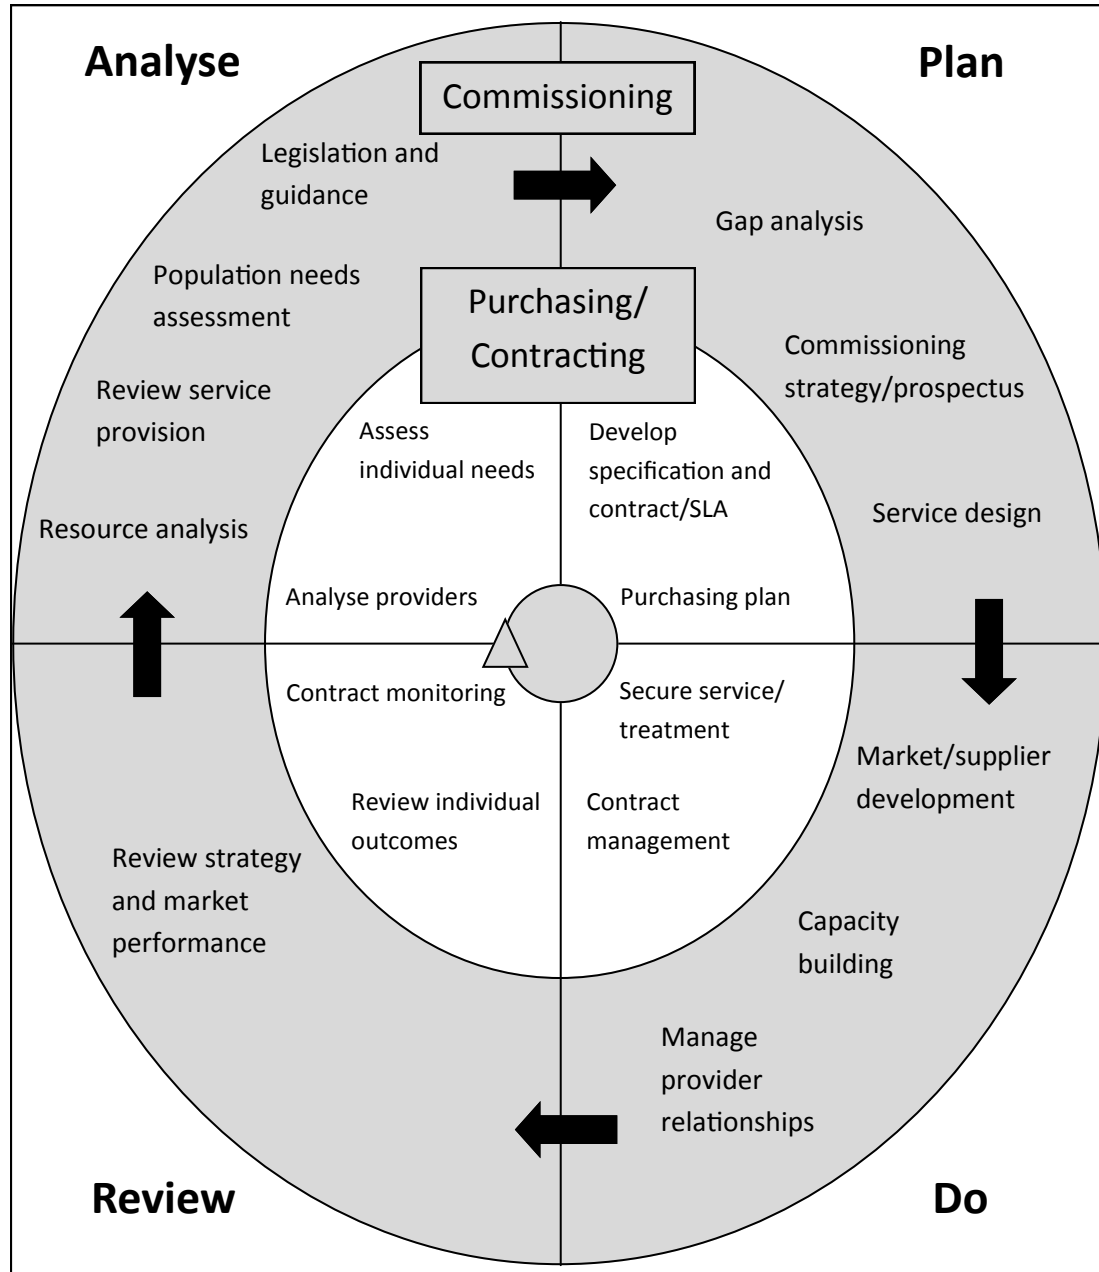 Analyse
Plan
Commissioning
Legislation and
guidance
Gap analysis
Population needs
assessment
Purchasing/
Contracting
Commissioning
strategy/prospectus
Review service
provision
Assess
individual needs
Develop
specification and
contract/SLA
Resource analysis
Service design
Analyse providers
Purchasing plan
Contract monitoring
Secure service/
treatment
Market/supplier
development
Review individual
outcomes
Contract
management
Review strategy
and market
performance
Capacity
building
Manage
provider
relationships
Review
Do